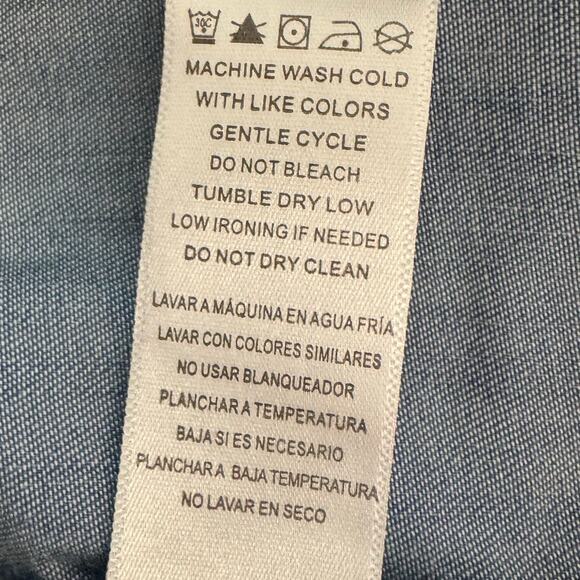 30C
MACHINE WASH COLD
WITH LIKE COLORS
GENTLE CYCLE
DO NOT BLEACH
TUMBLE DRY LOW
LOW IRONING IF NEEDED
DO NOT DRY CLEAN
LAVAR A MÁQUINA EN AGUA FRÍA
LAVAR CON COLORES SIMILARES
NO USAR BLANQUEADOR
PLANCHAR A TEMPERATURA
BAJA SI ES NECESARIO
PLANCHAR A BAJA TEMPERATURA
NO LAVAR EN SECO